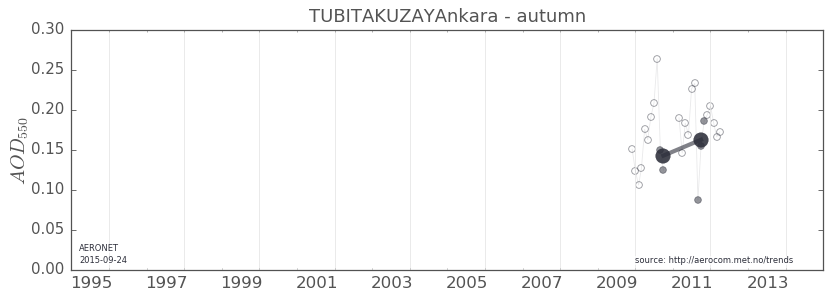 TUBITAKUZAYAnkara - autumn
0.30
0.25
0.20
0.15
0.10
0.05
0.00
AOD550
AERONET
2015-09-24
source: http://aerocom.met.no/trends
1995 1997 1999 2001 2003 2005 2007 2009 2011 2013